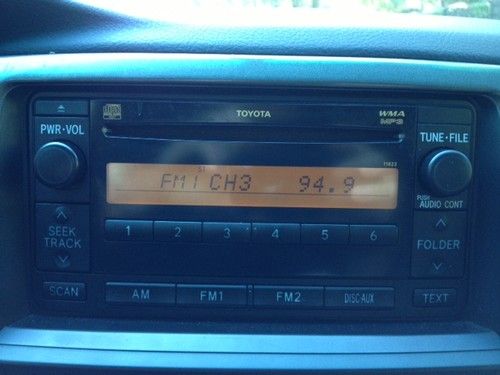 TOYOTA
WMA
MP3
PWR·VOL
TUNE·FILE
11822
ST
FM1 CH3 94.9
PUSH
AUDIO CONT
1 2 3 4 5 6
SEEK
TRACK
FOLDER
SCAN
AM FM1 FM2 DISC·AUX
TEXT